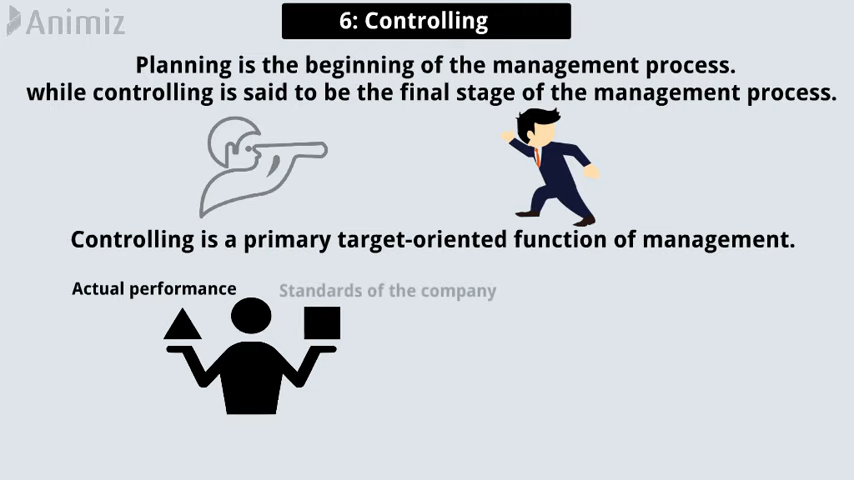 Animiz
6: Controlling
Planning is the beginning of the management process.
while controlling is said to be the final stage of the management process.
Controlling is a primary target-oriented function of management.
Actual performance
Standards of the company